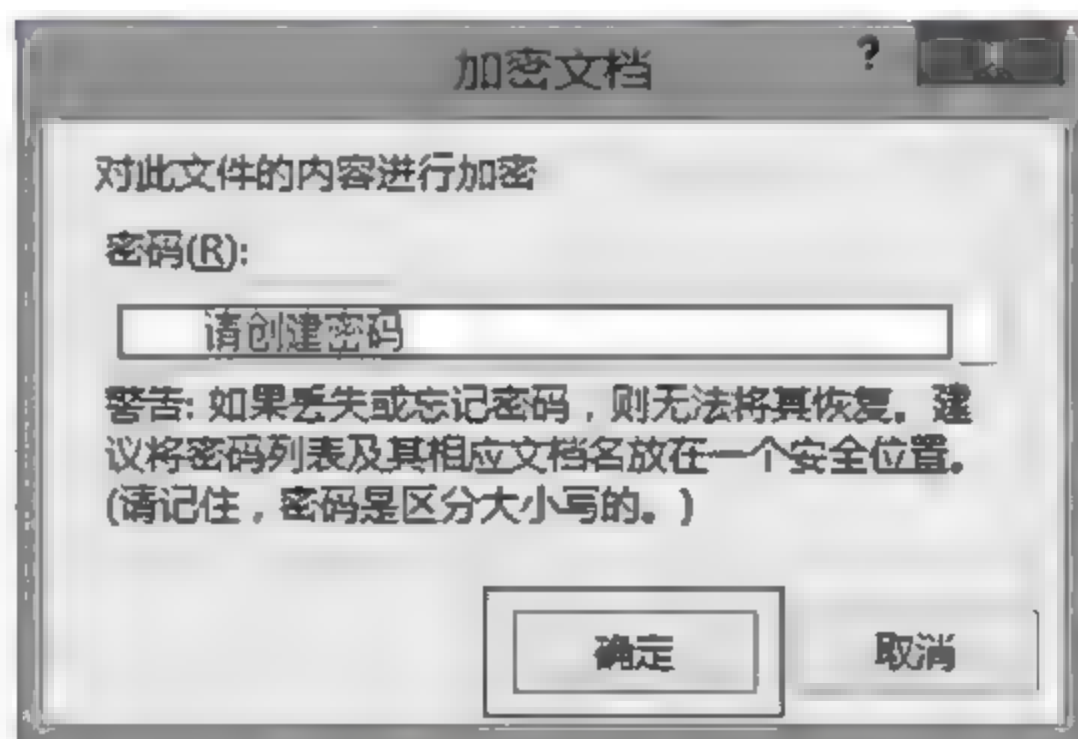 加密文档 ?
对此文件的内容进行加密
密码(R):
请创建密码
警告: 如果丢失或忘记密码，则无法将其恢复。建
议将密码列表及其相应文档名放在一个安全位置。
(请记住，密码是区分大小写的。)
确定 取消